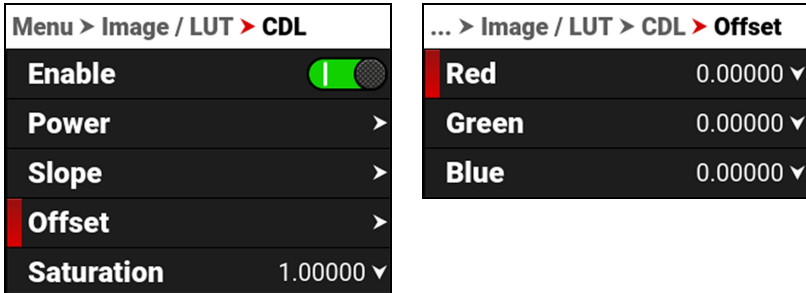 Menu > Image / LUT > CDL
Enable
Power
Slope
Offset
Saturation 1.00000
... > Image / LUT > CDL > Offset
Red 0.00000
Green 0.00000
Blue 0.00000